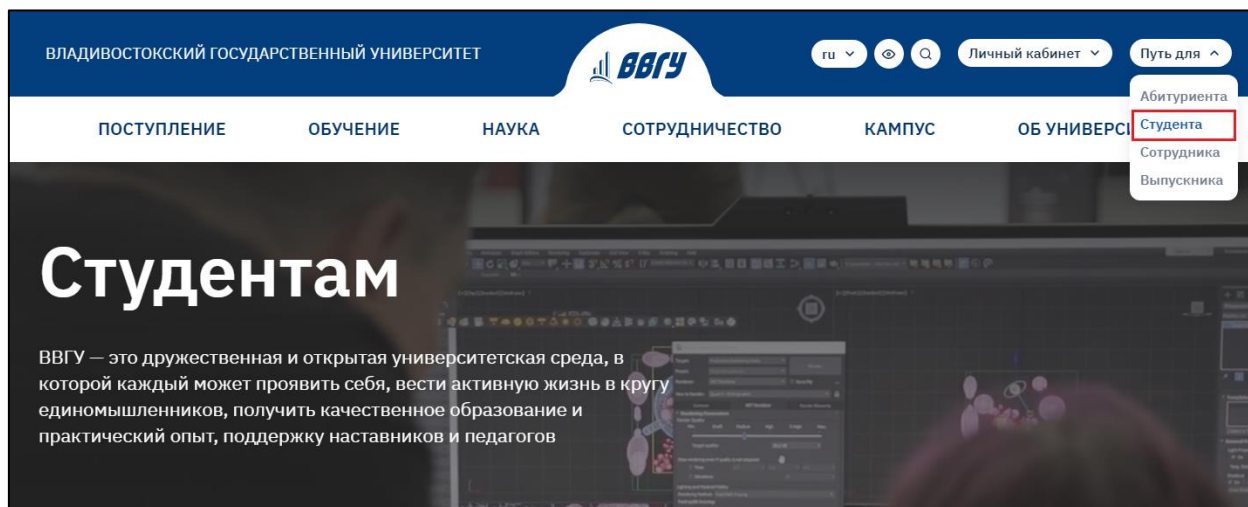 ВЛАДИВОСТОКСКИЙ ГОСУДАРСТВЕННЫЙ УНИВЕРСИТЕТ
ВВГУ
ru
Личный кабинет
Путь для
Абитуриента
Студента
Сотрудника
Выпускника
ПОСТУПЛЕНИЕ ОБУЧЕНИЕ НАУКА СОТРУДНИЧЕСТВО КАМПУС ОБ
Студентам
ВВГУ — это дружественная и открытая университетская среда, в
которой каждый может проявить себя, вести активную жизнь в кругу
единомышленников, получить качественное образование и
практический опыт, поддержку наставников и педагогов